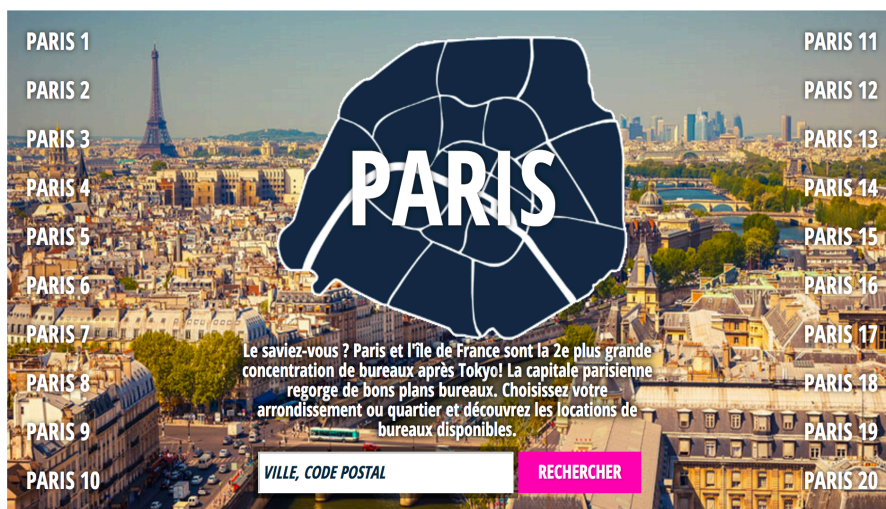 PARIS 1
PARIS 2
PARIS 3
PARIS 4
PARIS 5
PARIS 6
PARIS 7
PARIS 8
PARIS 9
PARIS 10
PARIS
Le saviez-vous ? Paris et l'île de France sont la 2e plus grande
concentration de bureaux après Tokyo! La capitale parisienne
regorge de bons plans bureaux. Choisissez votre
arrondissement ou quartier et découvrez les locations de
bureaux disponibles.
VILLE, CODE POSTAL
RECHERCHER
PARIS 11
PARIS 12
PARIS 13
PARIS 14
PARIS 15
PARIS 16
PARIS 17
PARIS 18
PARIS 19
PARIS 20